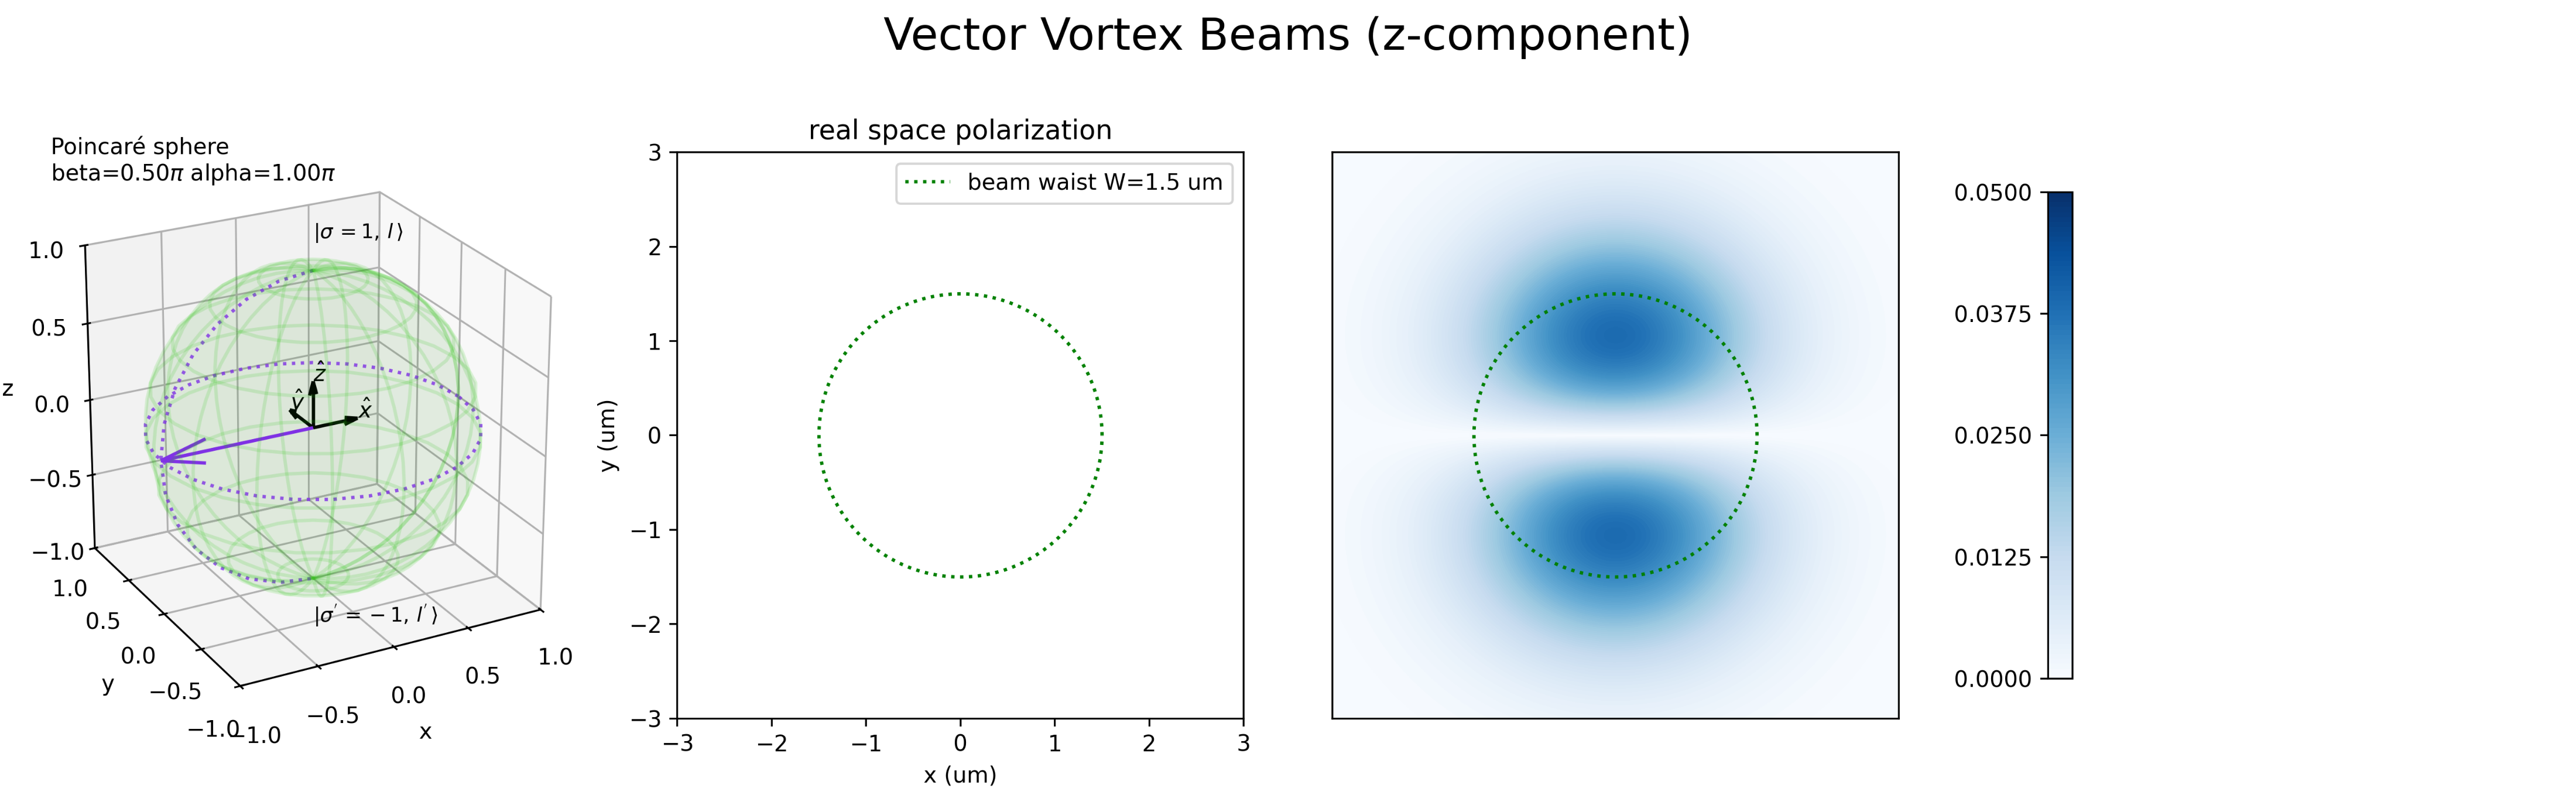 Vector Vortex Beams (z-component)
Poincaré sphere
beta=0.50π alpha=1.00π
|σ = 1, l⟩
1.0
0.5
0.0
−0.5
−1.0
z
ẑ
ŷ
x̂
|σ′ = −1, l′⟩
1.0
0.5
0.0
−0.5
−1.0
y
−1.0
−0.5
0.0
0.5
1.0
x
real space polarization
beam waist W=1.5 um
3
2
1
0
−1
−2
−3
y (um)
−3
−2
−1
0
1
2
3
x (um)
0.0500
0.0375
0.0250
0.0125
0.0000